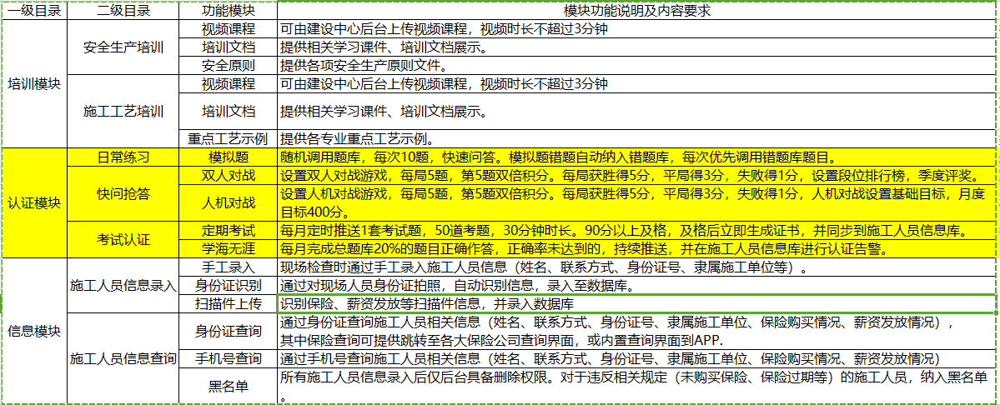 一级目录 二级目录 功能模块 模块功能说明及内容要求
培训模块 安全生产培训 视频课程 可由建设中心后台上传视频课程，视频时长不超过3分钟
培训文档 提供相关学习课件、培训文档展示。
安全原则 提供各项安全生产原则文件。
施工工艺培训 视频课程 可由建设中心后台上传视频课程，视频时长不超过3分钟
培训文档 提供相关学习课件、培训文档展示。
重点工艺示例 提供各专业重点工艺示例。
认证模块 日常练习 模拟题 随机调用题库，每次10题，快速问答。模拟题错题自动纳入错题库，每次优先调用错题库题目。
快问抢答 双人对战 设置双人对战游戏，每局5题，第5题双倍积分。每局获胜得5分，平局得3分，失败得1分，设置段位排行榜，季度评奖。
人机对战 设置人机对战游戏，每局5题，第5题双倍积分。每局获胜得5分，平局得3分，失败得1分，人机对战设置基础目标，月度
目标400分。
考试认证 定期考试 每月定时推送1套考试题，50道考题，30分钟时长。90分以上及格，及格后立即生成证书，并同步到施工人员信息库。
学海无涯 每月完成总题库20%的题目正确作答，正确率未达到的，持续推送，并在施工人员信息库进行认证告警。
信息模块 施工人员信息录入 手工录入 现场检查时通过手工录入施工人员信息（姓名、联系方式、身份证号、隶属施工单位等）。
身份证识别 通过对现场人员身份证拍照，自动识别信息，录入至数据库。
扫描件上传 识别保险、薪资发放等扫描件信息，并录入数据库
施工人员信息查询 身份证查询 通过身份证查询施工人员相关信息（姓名、联系方式、身份证号、隶属施工单位、保险购买情况、薪资发放情况），
其中保险查询可提供跳转至各大保险公司查询界面，或内置查询界面到APP.
手机号查询 通过手机号查询施工人员相关信息（姓名、联系方式、身份证号、隶属施工单位、保险购买情况、薪资发放情况）
黑名单 所有施工人员信息录入后仅后台具备删除权限。对于违反相关规定（未购买保险、保险过期等）的施工人员，纳入黑名单
。